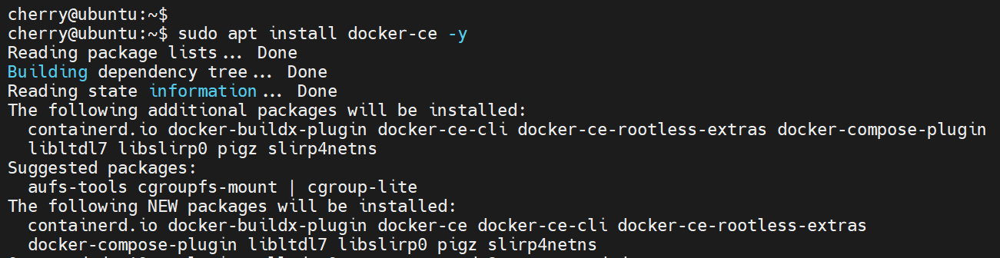 cherry@ubuntu:~$
cherry@ubuntu:~$ sudo apt install docker-ce -y
Reading package lists... Done
Building dependency tree... Done
Reading state information... Done
The following additional packages will be installed:
  containerd.io docker-buildx-plugin docker-ce-cli docker-ce-rootless-extras docker-compose-plugin
  libltdl7 libslirp0 pigz slirp4netns
Suggested packages:
  aufs-tools cgroupfs-mount | cgroup-lite
The following NEW packages will be installed:
  containerd.io docker-buildx-plugin docker-ce docker-ce-cli docker-ce-rootless-extras
  docker-compose-plugin libltdl7 libslirp0 pigz slirp4netns